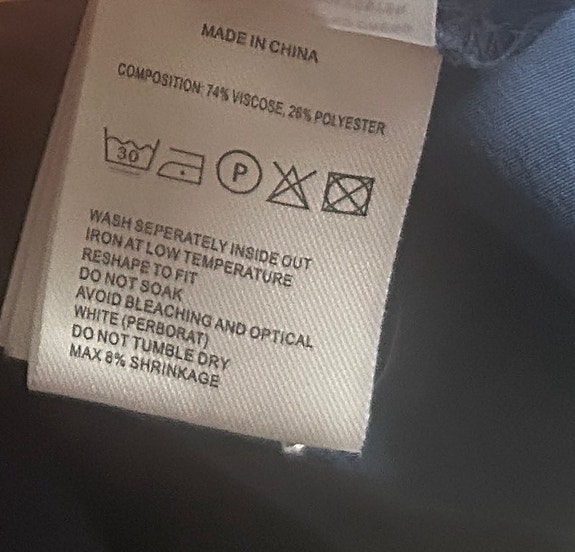 MADE IN CHINA
COMPOSITION: 74% VISCOSE, 26% POLYESTER
30 P
WASH SEPERATELY INSIDE OUT
IRON AT LOW TEMPERATURE
RESHAPE TO FIT
DO NOT SOAK
AVOID BLEACHING AND OPTICAL
WHITE (PERBORAT)
DO NOT TUMBLE DRY
MAX 8% SHRINKAGE